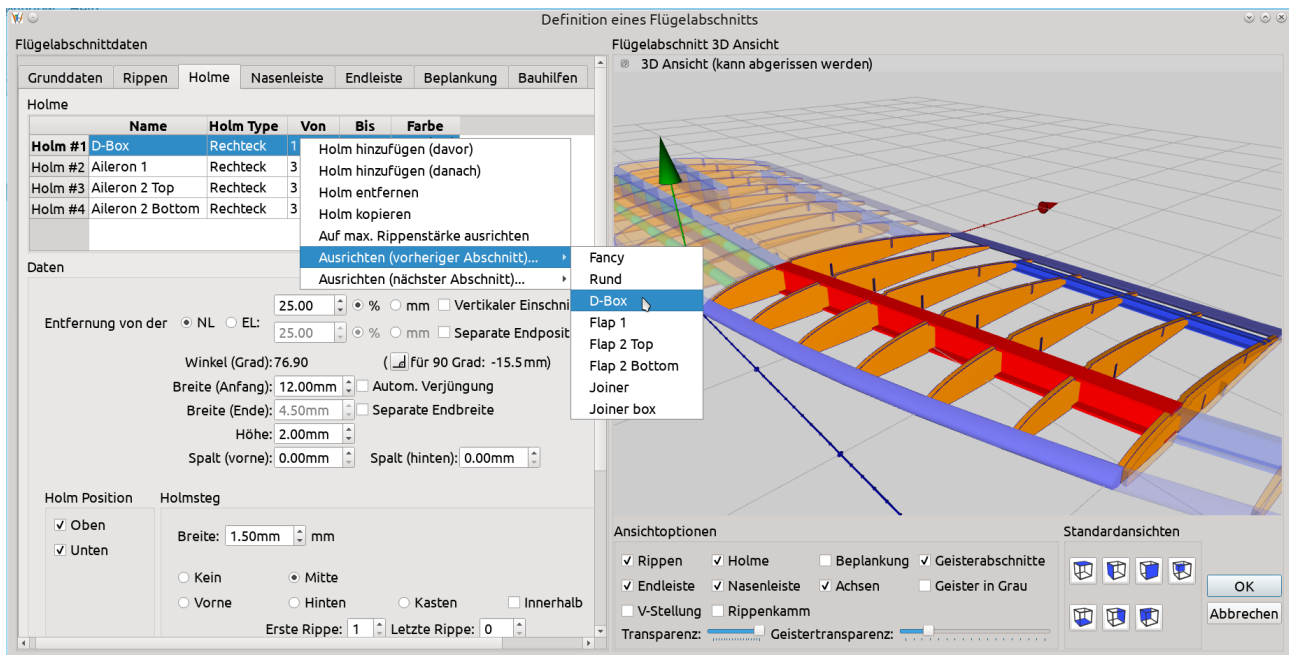 Definition eines Flügelabschnitts
Flügelabschnittdaten
Grunddaten Rippen Holme Nasenleiste Endleiste Beplankung Bauhilfen
Holme
Name Holm Type Von Bis Farbe
Holm #1 D-Box Rechteck 1
Holm #2 Aileron 1 Rechteck 3
Holm #3 Aileron 2 Top Rechteck 3
Holm #4 Aileron 2 Bottom Rechteck 3
Holm hinzufügen (davor)
Holm hinzufügen (danach)
Holm entfernen
Holm kopieren
Auf max. Rippenstärke ausrichten
Ausrichten (vorheriger Abschnitt)...
Ausrichten (nächster Abschnitt)...
Fancy
Rund
D-Box
Flap 1
Flap 2 Top
Flap 2 Bottom
Joiner
Joiner box
Daten
Entfernung von der NL EL:
25.00 % mm Vertikaler Einschni
25.00 % mm Separate Endposit
Winkel (Grad): 76.90 ( für 90 Grad: -15.5 mm)
Breite (Anfang): 12.00mm Autom. Verjüngung
Breite (Ende): 4.50mm Separate Endbreite
Höhe: 2.00mm
Spalt (vorne): 0.00mm Spalt (hinten): 0.00mm
Holm Position
Oben
Unten
Holmsteg
Breite: 1.50mm mm
Kein Mitte
Vorne Hinten Kasten Innerhalb
Erste Rippe: 1 Letzte Rippe: 0
Flügelabschnitt 3D Ansicht
3D Ansicht (kann abgerissen werden)
Ansichtoptionen
Rippen Holme Beplankung Geisterabschnitte
Endleiste Nasenleiste Achsen Geister in Grau
V-Stellung Rippenkamm
Transparenz: Geistertransparenz:
Standardansichten
OK
Abbrechen